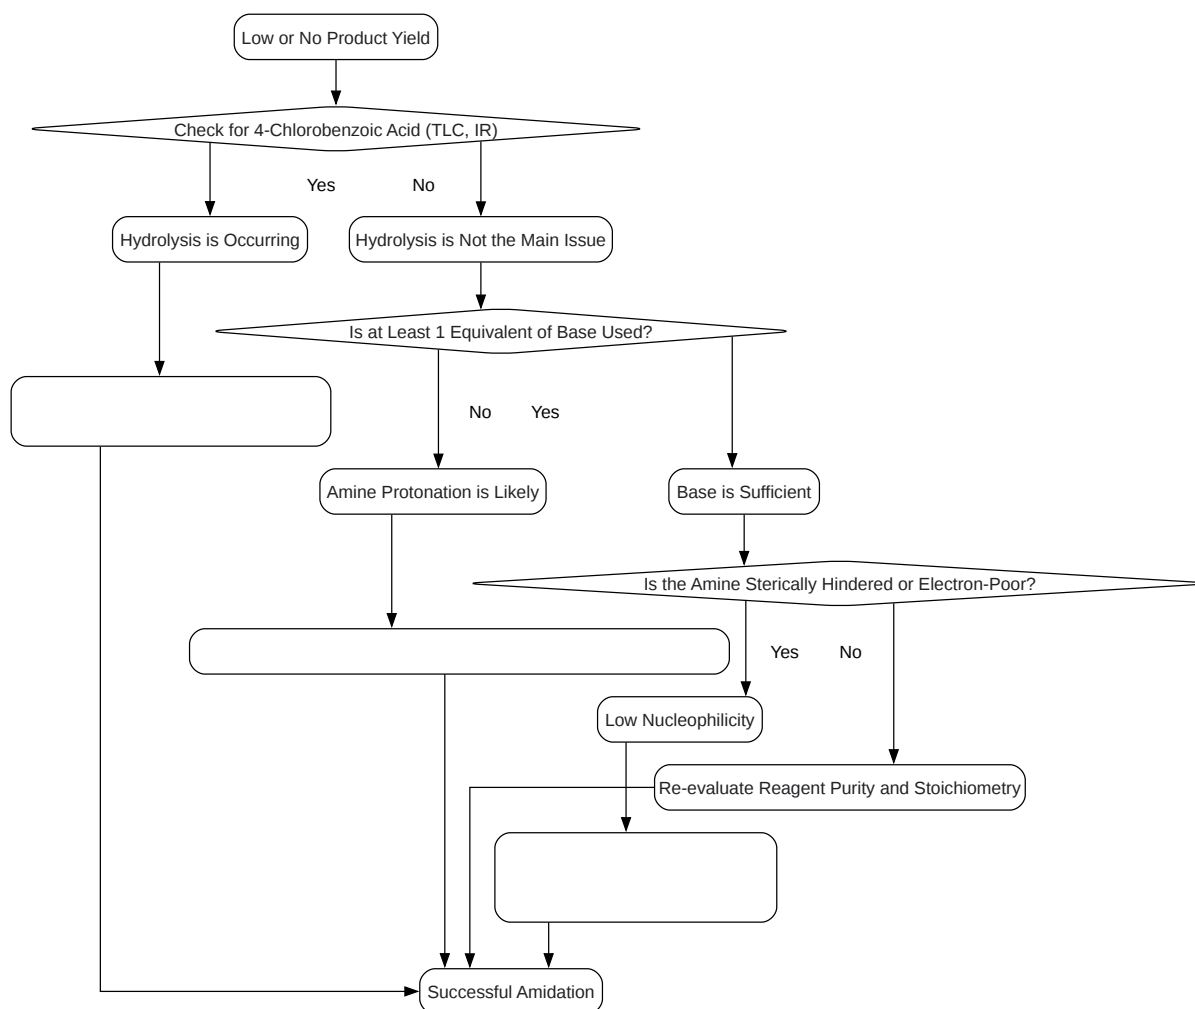 Low or No Product Yield
Check for 4-Chlorobenzoic Acid (TLC, IR)
Yes
No
Hydrolysis is Occurring
Hydrolysis is Not the Main Issue
Is at Least 1 Equivalent of Base Used?
No
Yes
Amine Protonation is Likely
Base is Sufficient
Is the Amine Sterically Hindered or Electron-Poor?
Yes
No
Low Nucleophilicity
Re-evaluate Reagent Purity and Stoichiometry
Successful Amidation